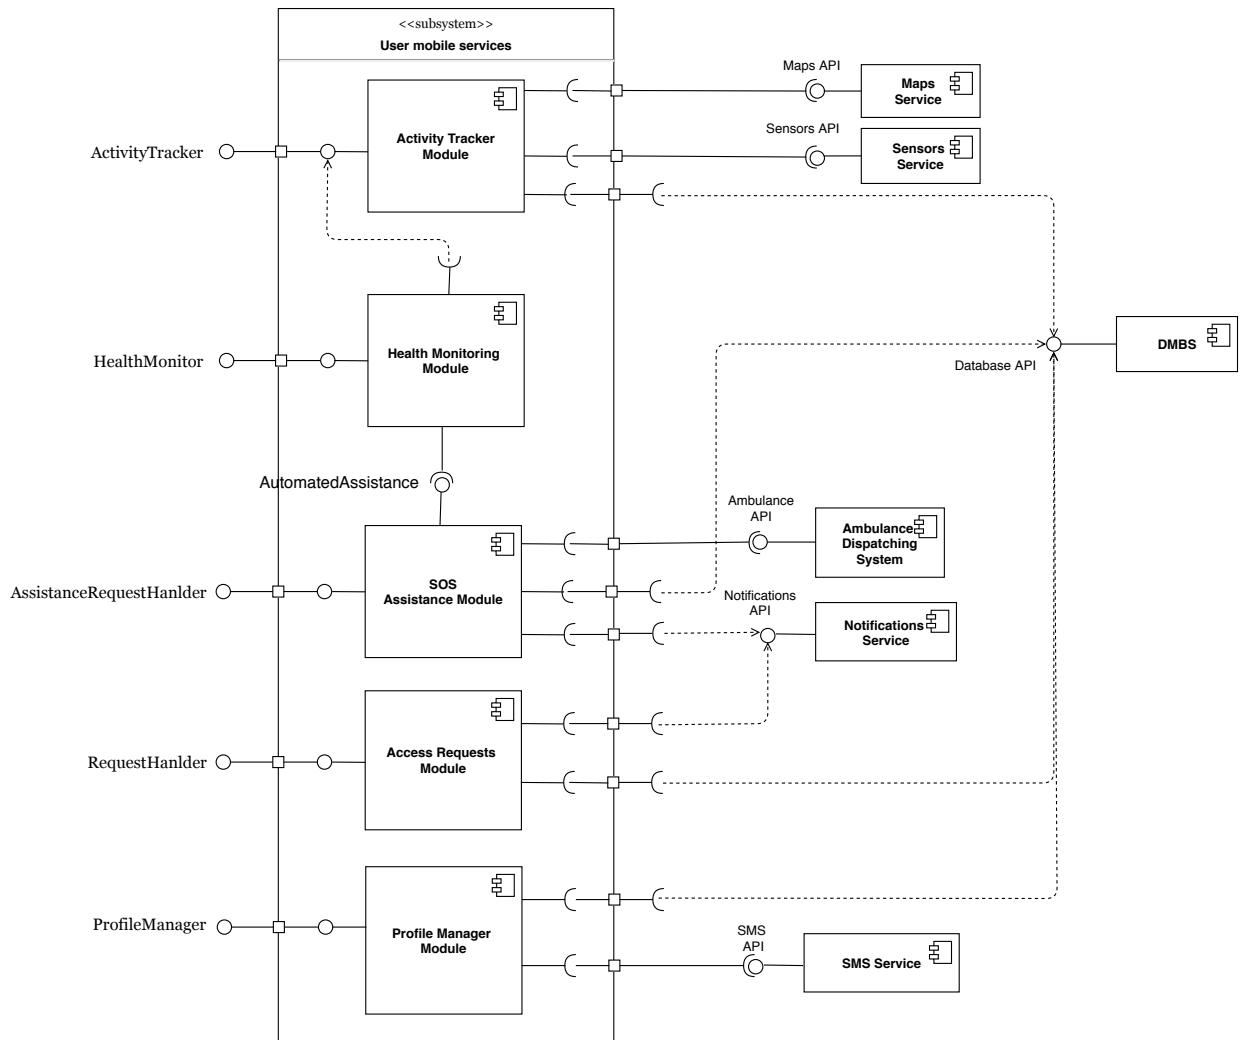 <<subsystem>>
User mobile services
Maps API
Maps
Service
Activity Tracker
Module
Sensors API
Sensors
Service
ActivityTracker
HealthMonitor
Health Monitoring
Module
Database API
DMBS
AutomatedAssistance
Ambulance
API
Ambulance
Dispatching
System
AssistanceRequestHanlder
SOS
Assistance Module
Notifications
API
Notifications
Service
RequestHanlder
Access Requests
Module
ProfileManager
Profile Manager
Module
SMS
API
SMS Service